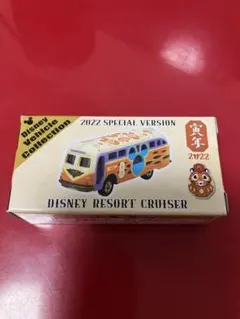 Disney
Vehicle
Collection
2022 SPECIAL VERSION
寅年
2022
DISNEY RESORT CRUISER